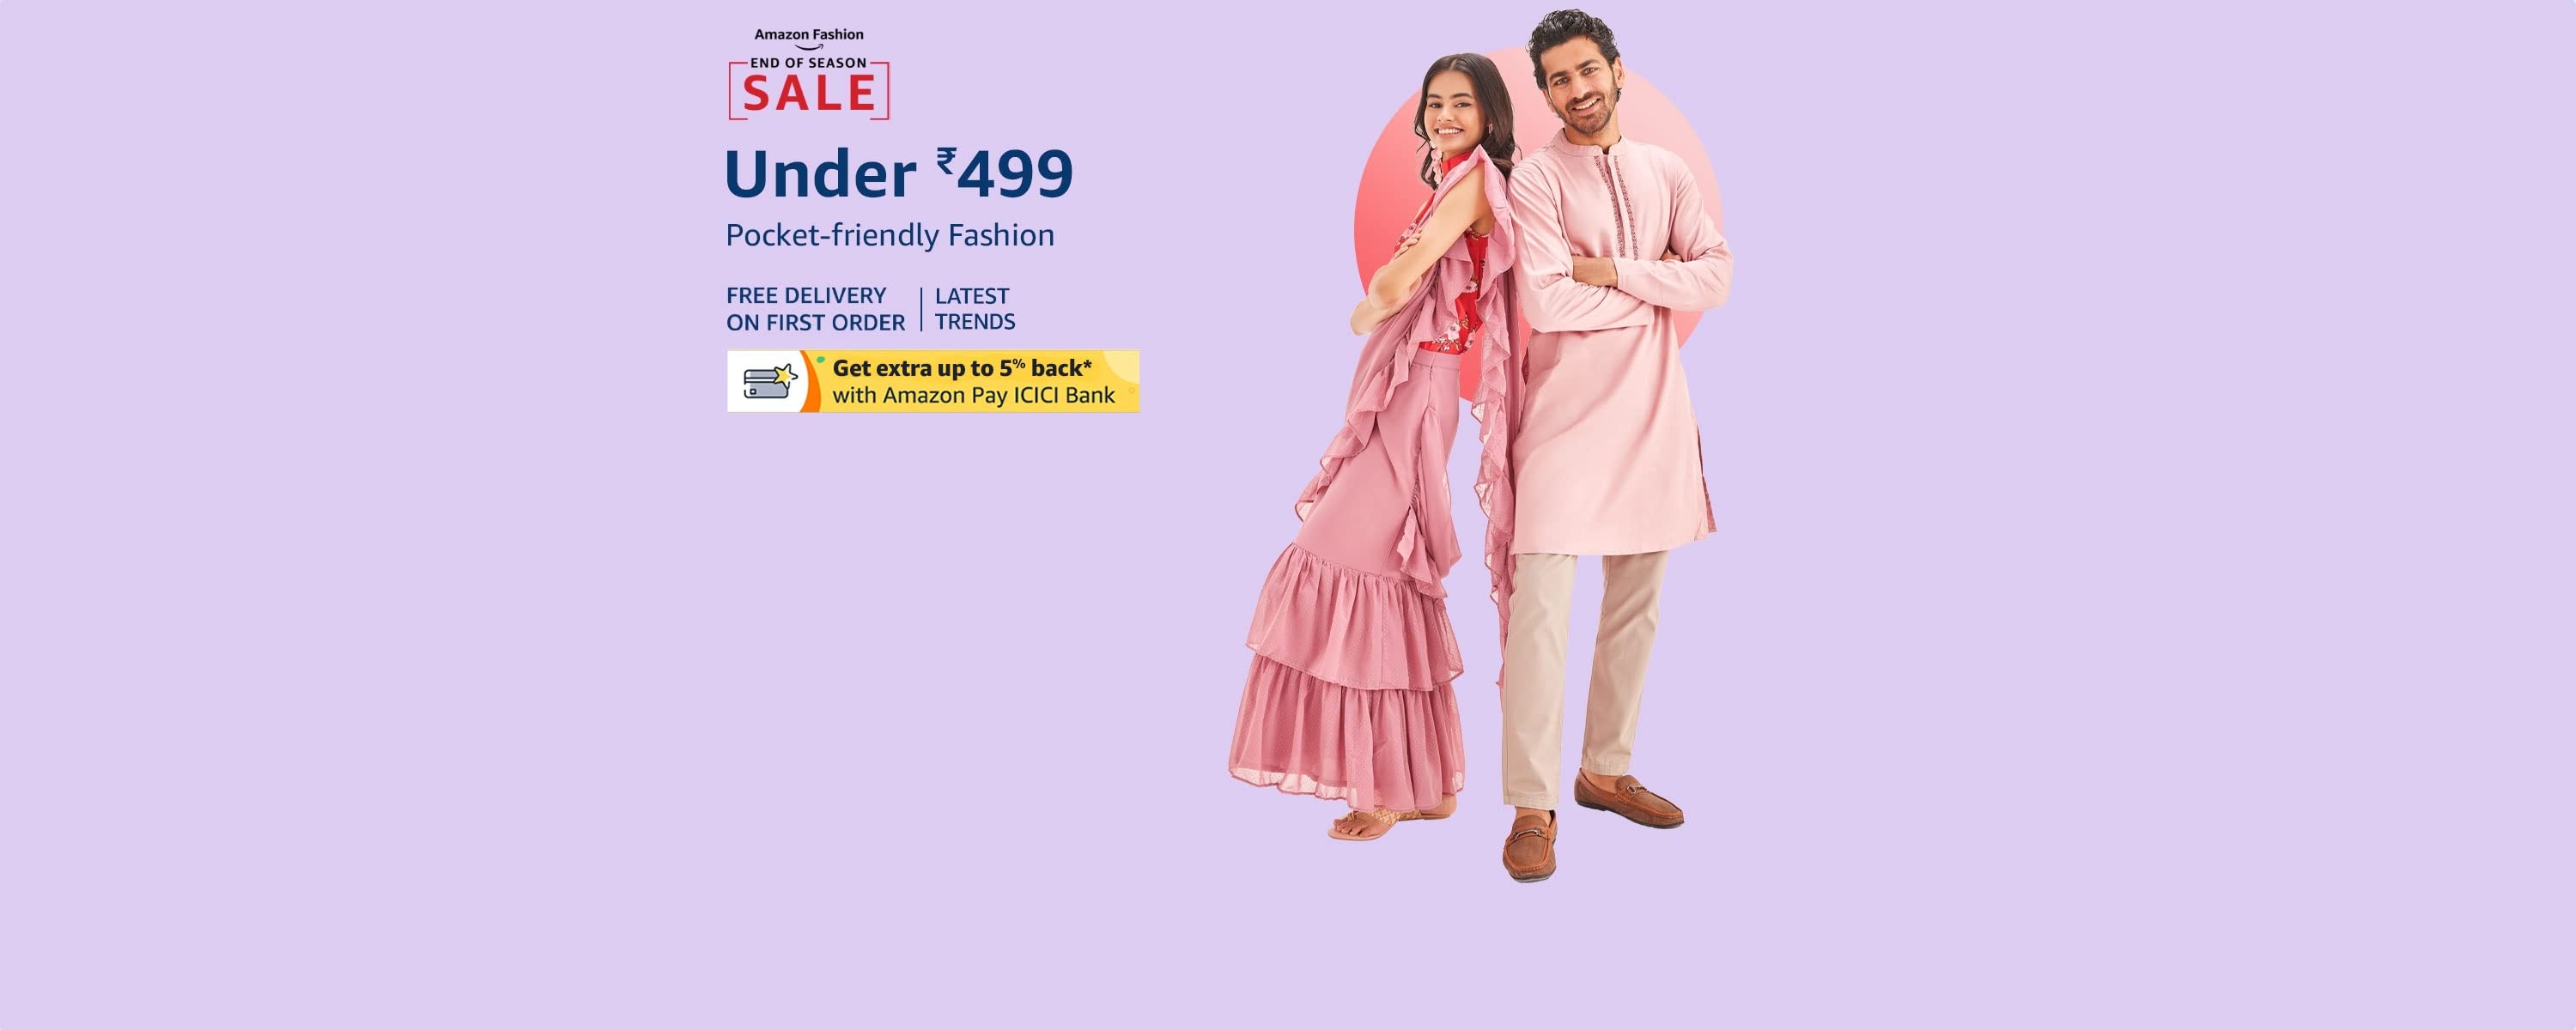 Amazon Fashion
END OF SEASON
SALE
Under ₹499
Pocket-friendly Fashion
FREE DELIVERY
ON FIRST ORDER
LATEST
TRENDS
Get extra up to 5% back*
with Amazon Pay ICICI Bank